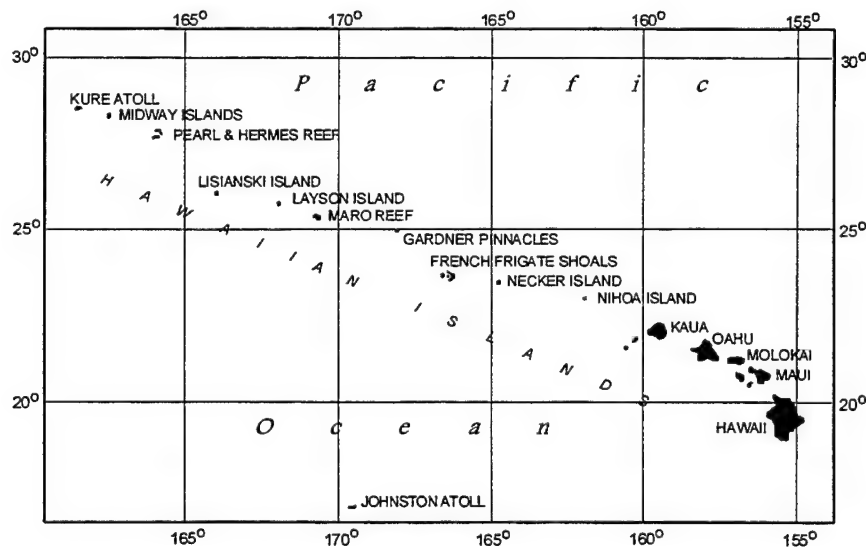 165° 170° 165° 160° 155°
30° 30°
P a c i f i c
KURE ATOLL
MIDWAY ISLANDS
PEARL & HERMES REEF
LISIANSKI ISLAND
LAYSON ISLAND
MARO REEF
25° 25°
GARDNER PINNACLES
FRENCH FRIGATE SHOALS
NECKER ISLAND
NIHOA ISLAND
HAWAIIAN ISLANDS
KAUA
OAHU
MOLOKAI
MAUI
20° 20°
HAWAII
O c e a n
JOHNSTON ATOLL
165° 170° 165° 160° 155°